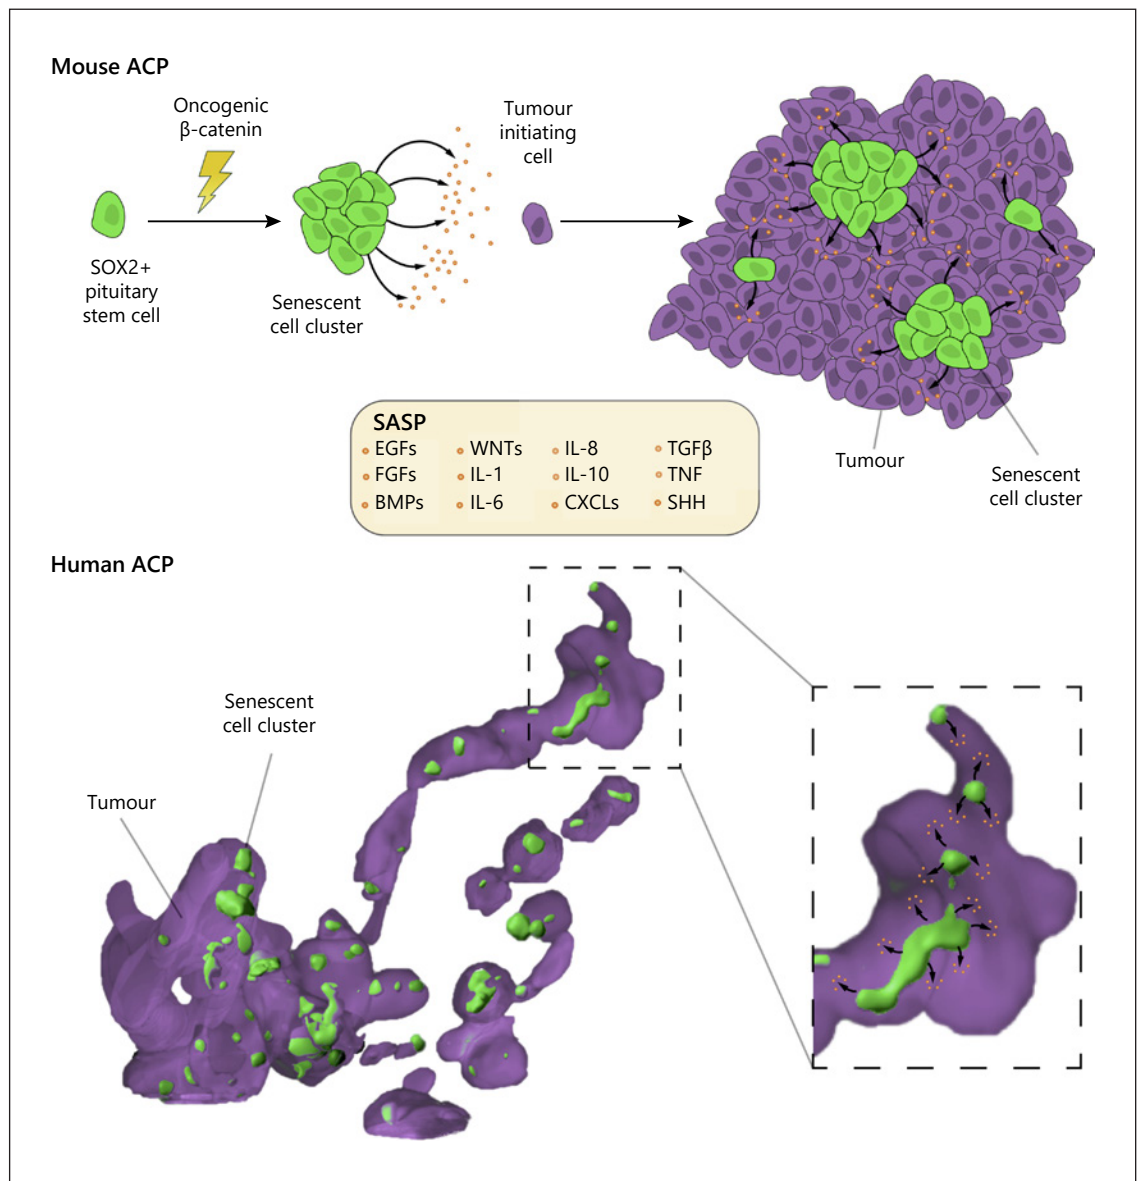 Mouse ACP
Oncogenic
β-catenin
Tumour
initiating
cell
SOX2+
pituitary
stem cell
Senescent
cell cluster
Tumour
Senescent
cell cluster
SASP
EGFs
WNTs
IL-8
TGFβ
FGFs
IL-1
IL-10
TNF
BMPs
IL-6
CXCLs
SHH
Human ACP
Senescent
cell cluster
Tumour